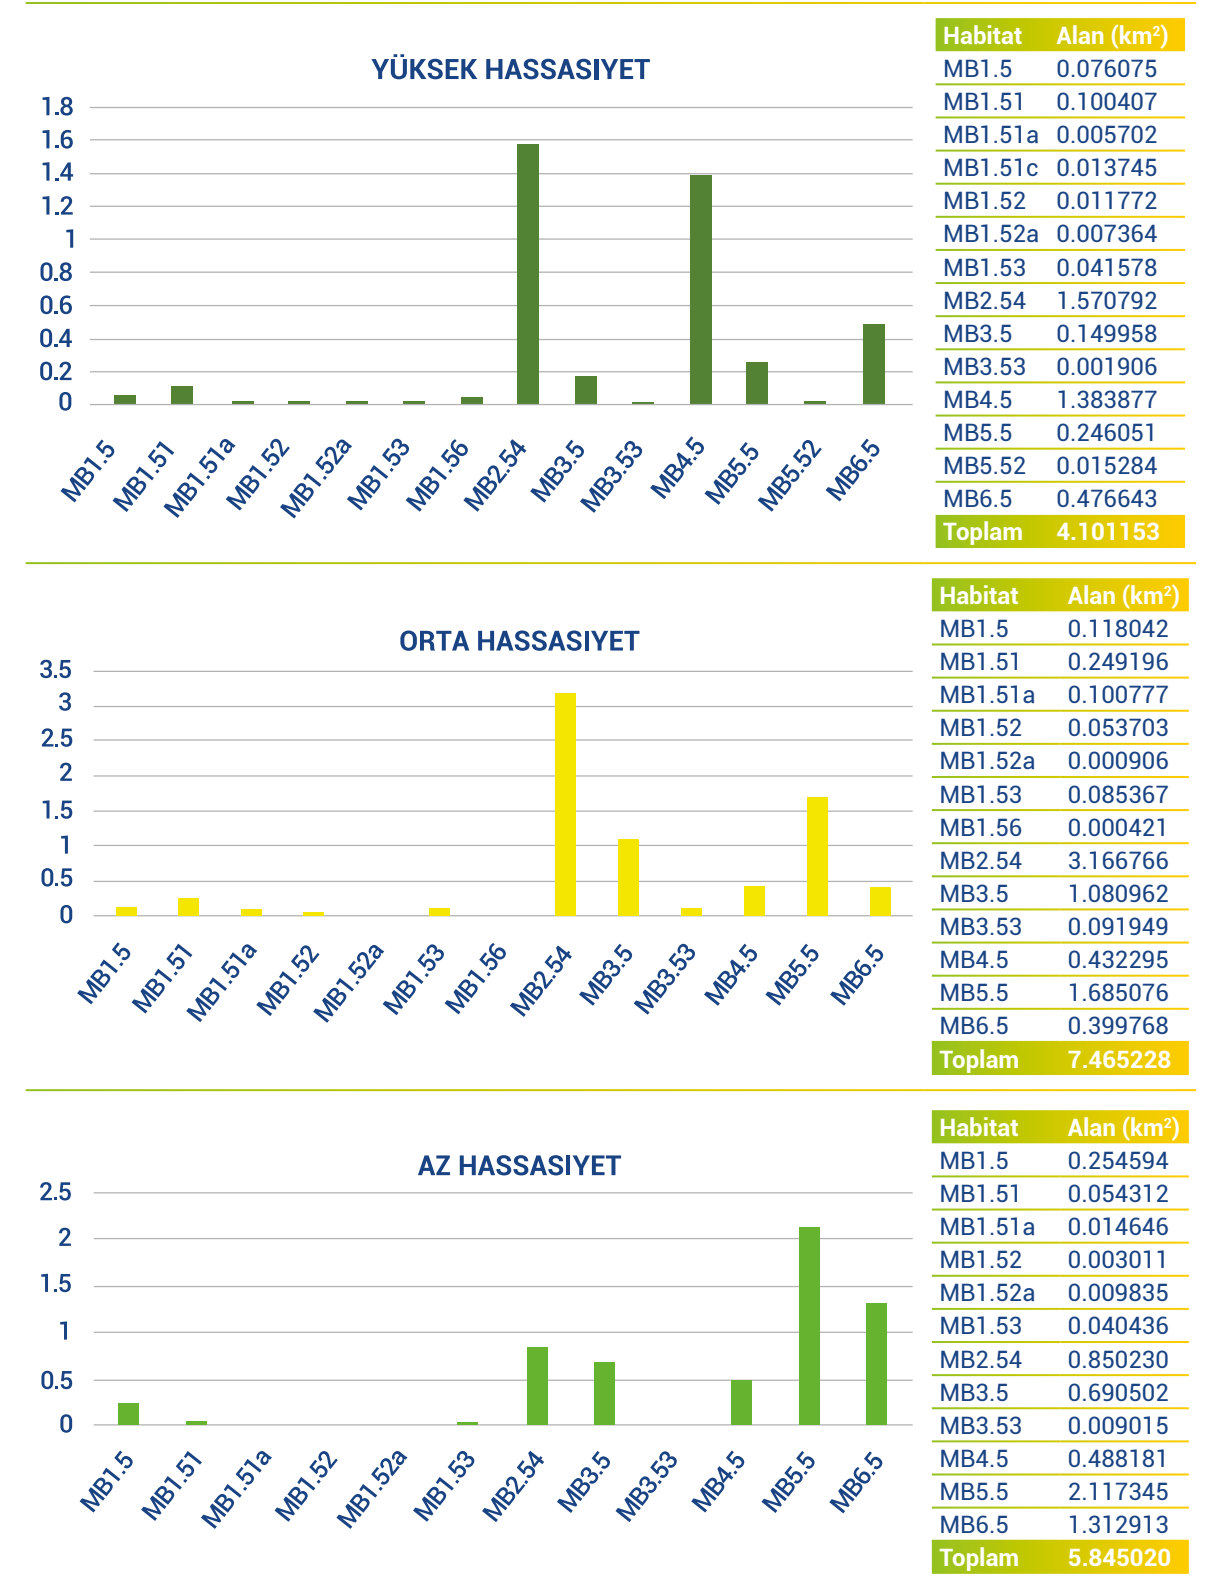 YÜKSEK HASSASIYET
1.8
1.6
1.4
1.2
1
0.8
0.6
0.4
0.2
0
MB1.5 MB1.51 MB1.51a MB1.52 MB1.52a MB1.53 MB1.56 MB2.54 MB3.5 MB3.53 MB4.5 MB5.5 MB5.52 MB6.5
Habitat Alan (km²)
MB1.5 0.076075
MB1.51 0.100407
MB1.51a 0.005702
MB1.51c 0.013745
MB1.52 0.011772
MB1.52a 0.007364
MB1.53 0.041578
MB2.54 1.570792
MB3.5 0.149958
MB3.53 0.001906
MB4.5 1.383877
MB5.5 0.246051
MB5.52 0.015284
MB6.5 0.476643
Toplam 4.101153
ORTA HASSASIYET
3.5
3
2.5
2
1.5
1
0.5
0
MB1.5 MB1.51 MB1.51a MB1.52 MB1.52a MB1.53 MB1.56 MB2.54 MB3.5 MB3.53 MB4.5 MB5.5 MB6.5
Habitat Alan (km²)
MB1.5 0.118042
MB1.51 0.249196
MB1.51a 0.100777
MB1.52 0.053703
MB1.52a 0.000906
MB1.53 0.085367
MB1.56 0.000421
MB2.54 3.166766
MB3.5 1.080962
MB3.53 0.091949
MB4.5 0.432295
MB5.5 1.685076
MB6.5 0.399768
Toplam 7.465228
AZ HASSASIYET
2.5
2
1.5
1
0.5
0
MB1.5 MB1.51 MB1.51a MB1.52 MB1.52a MB1.53 MB2.54 MB3.5 MB3.53 MB4.5 MB5.5 MB6.5
Habitat Alan (km²)
MB1.5 0.254594
MB1.51 0.054312
MB1.51a 0.014646
MB1.52 0.003011
MB1.52a 0.009835
MB1.53 0.040436
MB2.54 0.850230
MB3.5 0.690502
MB3.53 0.009015
MB4.5 0.488181
MB5.5 2.117345
MB6.5 1.312913
Toplam 5.845020